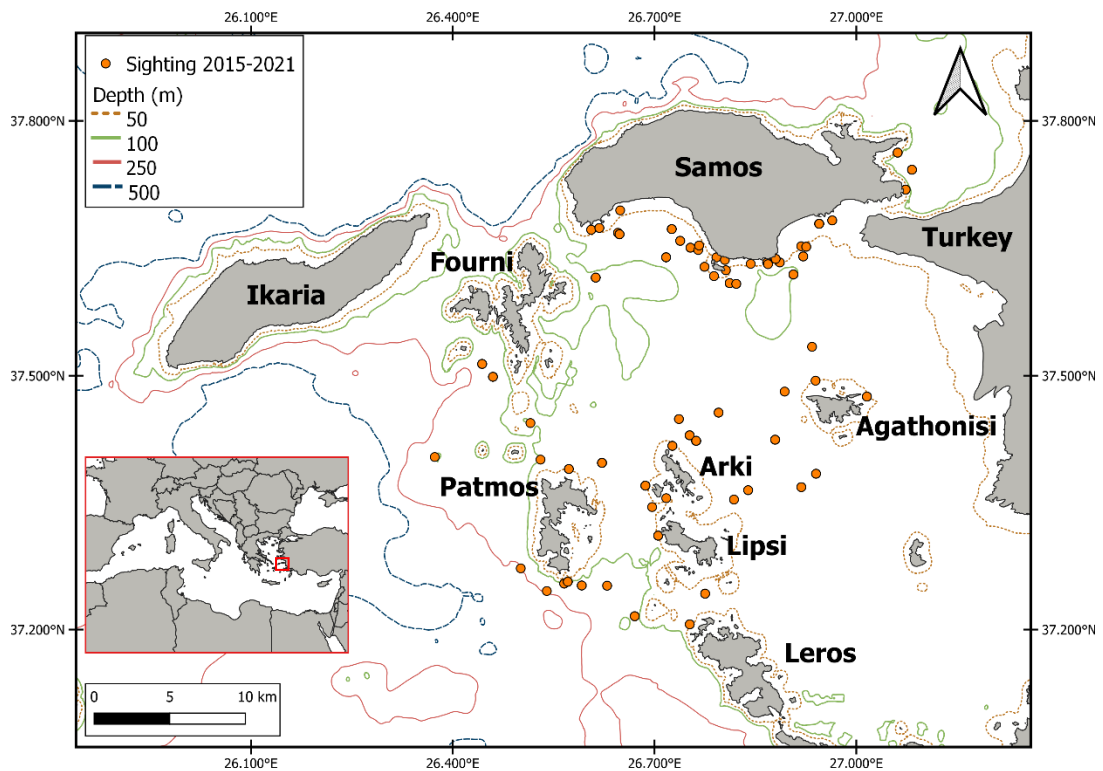 26.100°E 26.400°E 26.700°E 27.000°E
Sighting 2015-2021
Depth (m)
50
100
250
500
37.800°N 37.800°N
Samos
Turkey
Fourni
Ikaria
37.500°N 37.500°N
Agathonisi
Arki
Patmos
Lipsi
37.200°N 37.200°N
Leros
0 5 10 km
26.100°E 26.400°E 26.700°E 27.000°E